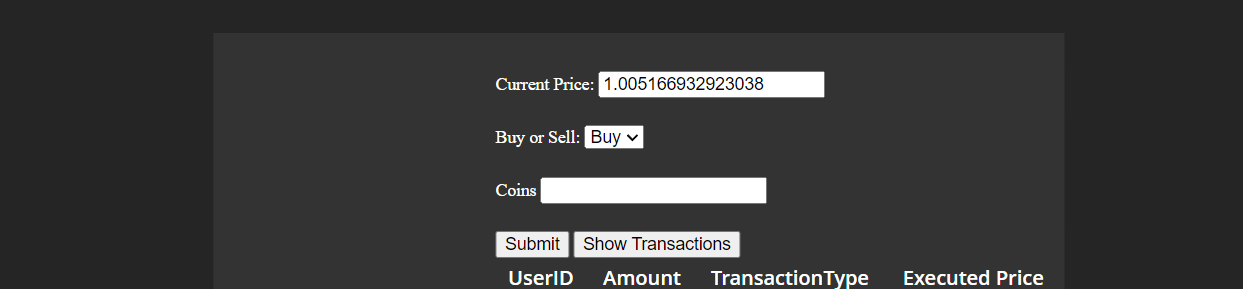 Current Price: 1.005166932923038
Buy or Sell: Buy
Coins
Submit Show Transactions
UserID Amount TransactionType Executed Price